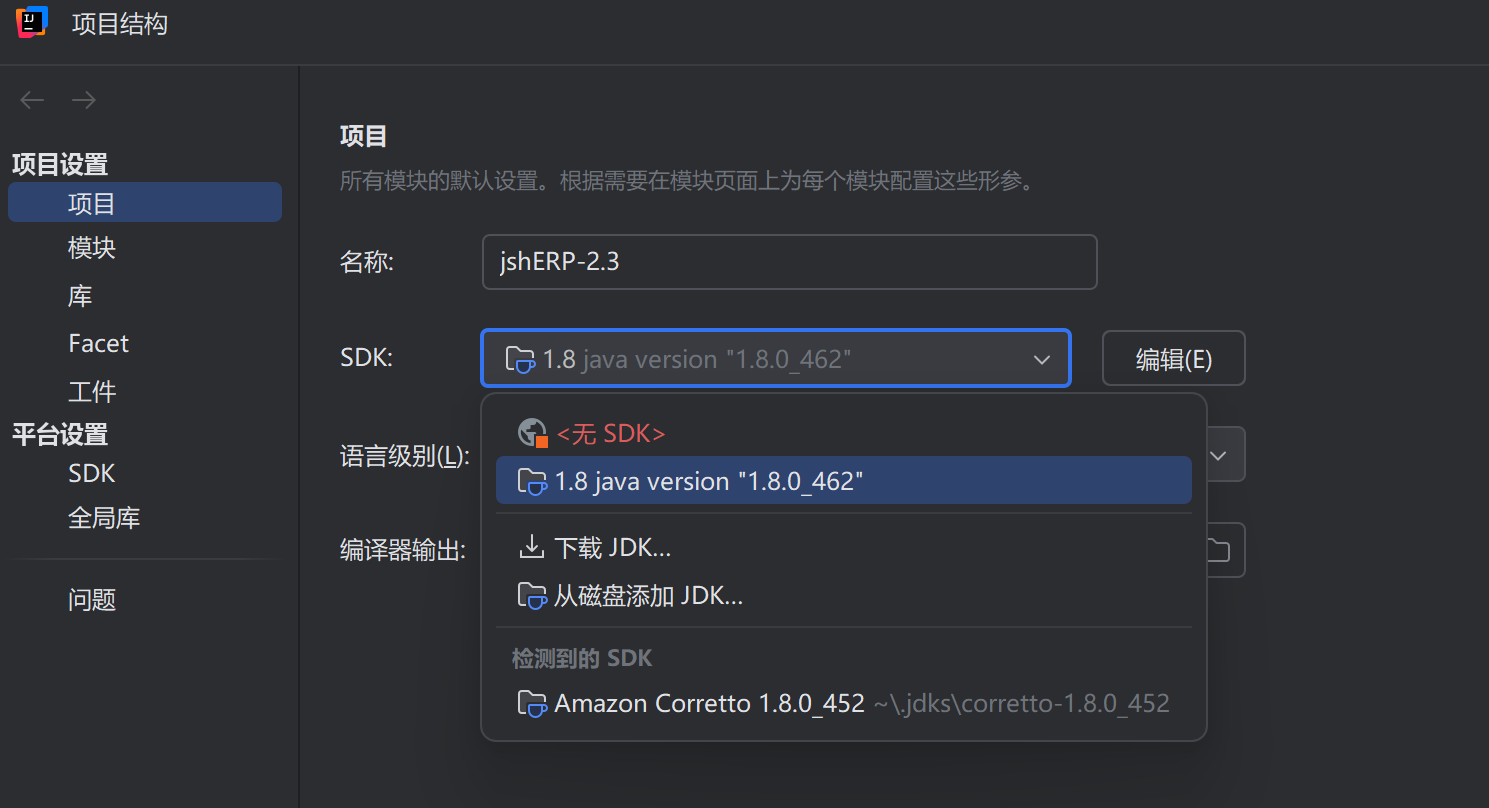 IJ
项目结构
项目设置
项目
模块
库
Facet
工件
平台设置
SDK
全局库
问题
项目
所有模块的默认设置。根据需要在模块页面上为每个模块配置这些形参。
名称: jshERP-2.3
SDK: 1.8 java version "1.8.0_462" 编辑(E)
<无 SDK>
语言级别(L):
1.8 java version "1.8.0_462"
编译器输出:
下载 JDK...
从磁盘添加 JDK...
检测到的 SDK
Amazon Corretto 1.8.0_452 ~\.jdks\corretto-1.8.0_452